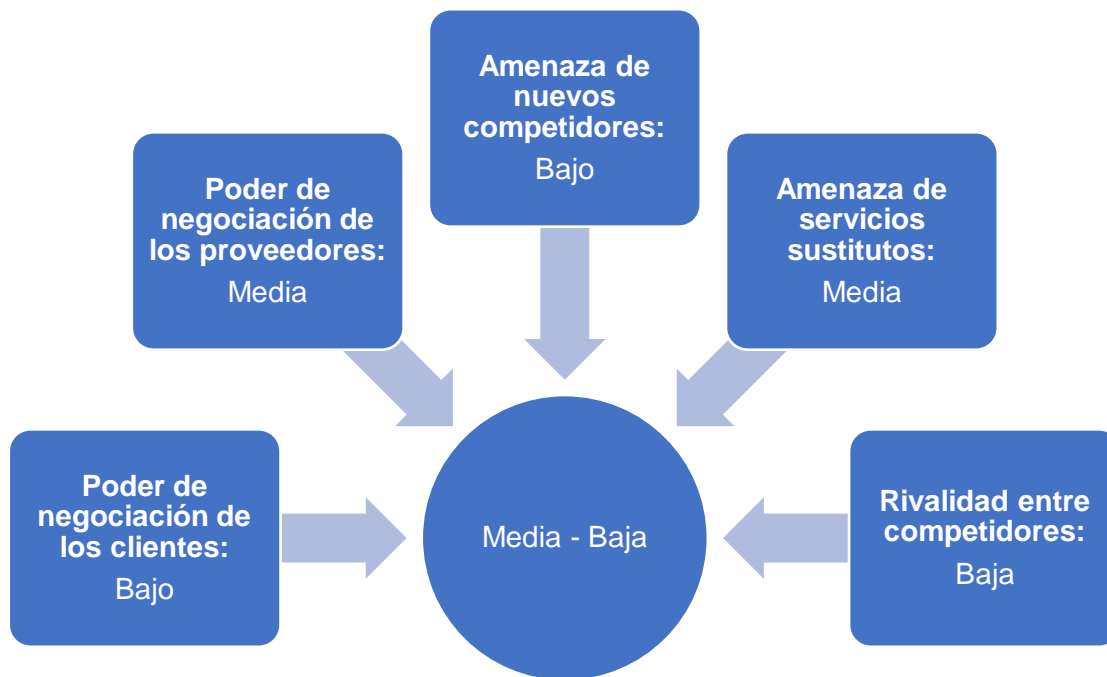 Amenaza de
nuevos
competidores:
Bajo
Poder de
negociación de
los proveedores:
Media
Amenaza de
servicios
sustitutos:
Media
Poder de
negociación de
los clientes:
Bajo
Media - Baja
Rivalidad entre
competidores:
Baja